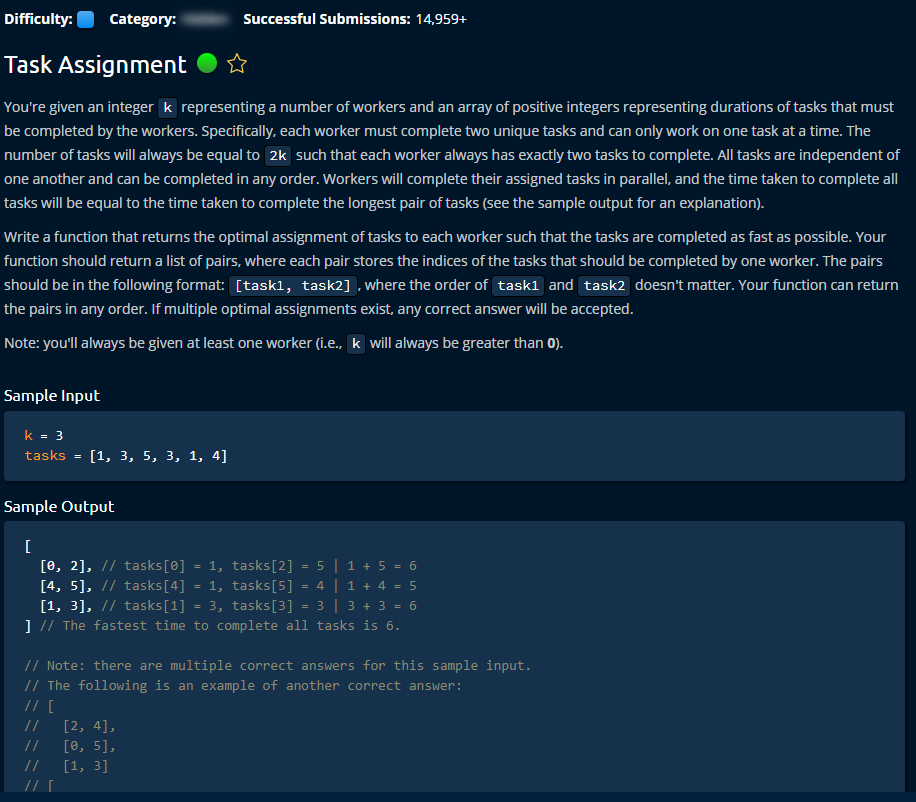 Difficulty: Category: Successful Submissions: 14,959+
Task Assignment
You're given an integer k representing a number of workers and an array of positive integers representing durations of tasks that must
be completed by the workers. Specifically, each worker must complete two unique tasks and can only work on one task at a time. The
number of tasks will always be equal to 2k such that each worker always has exactly two tasks to complete. All tasks are independent of
one another and can be completed in any order. Workers will complete their assigned tasks in parallel, and the time taken to complete all
tasks will be equal to the time taken to complete the longest pair of tasks (see the sample output for an explanation).
Write a function that returns the optimal assignment of tasks to each worker such that the tasks are completed as fast as possible. Your
function should return a list of pairs, where each pair stores the indices of the tasks that should be completed by one worker. The pairs
should be in the following format: [task1, task2], where the order of task1 and task2 doesn't matter. Your function can return
the pairs in any order. If multiple optimal assignments exist, any correct answer will be accepted.
Note: you'll always be given at least one worker (i.e., k will always be greater than 0).
Sample Input
k = 3
tasks = [1, 3, 5, 3, 1, 4]
Sample Output
[
[0, 2], // tasks[0] = 1, tasks[2] = 5 | 1 + 5 = 6
[4, 5], // tasks[4] = 1, tasks[5] = 4 | 1 + 4 = 5
[1, 3], // tasks[1] = 3, tasks[3] = 3 | 3 + 3 = 6
] // The fastest time to complete all tasks is 6.
// Note: there are multiple correct answers for this sample input.
// The following is an example of another correct answer:
// [
// [2, 4],
// [0, 5],
// [1, 3]
// [